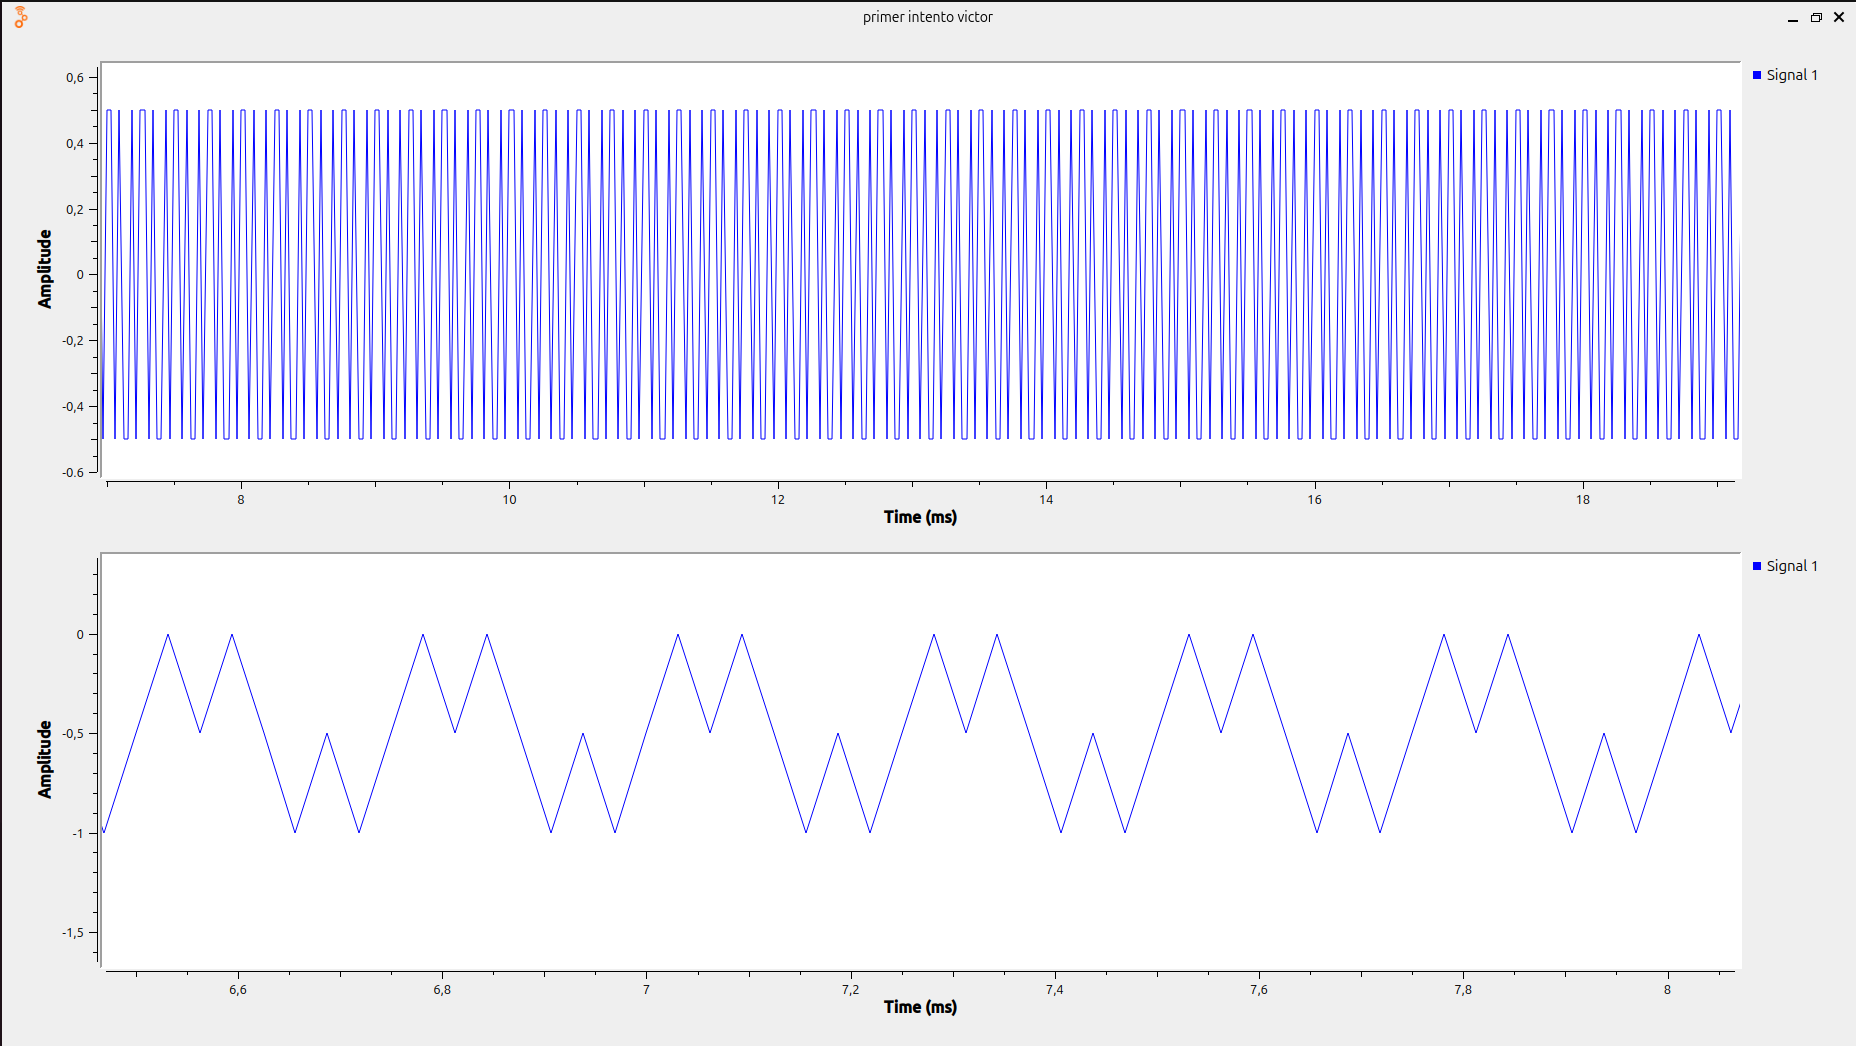 primer intento victor
Signal 1
0,6
0,4
0,2
0
-0,2
-0,4
-0.6
Amplitude
8 10 12 14 16 18
Time (ms)
Signal 1
0
-0,5
-1
-1,5
Amplitude
6,6 6,8 7 7,2 7,4 7,6 7,8 8
Time (ms)